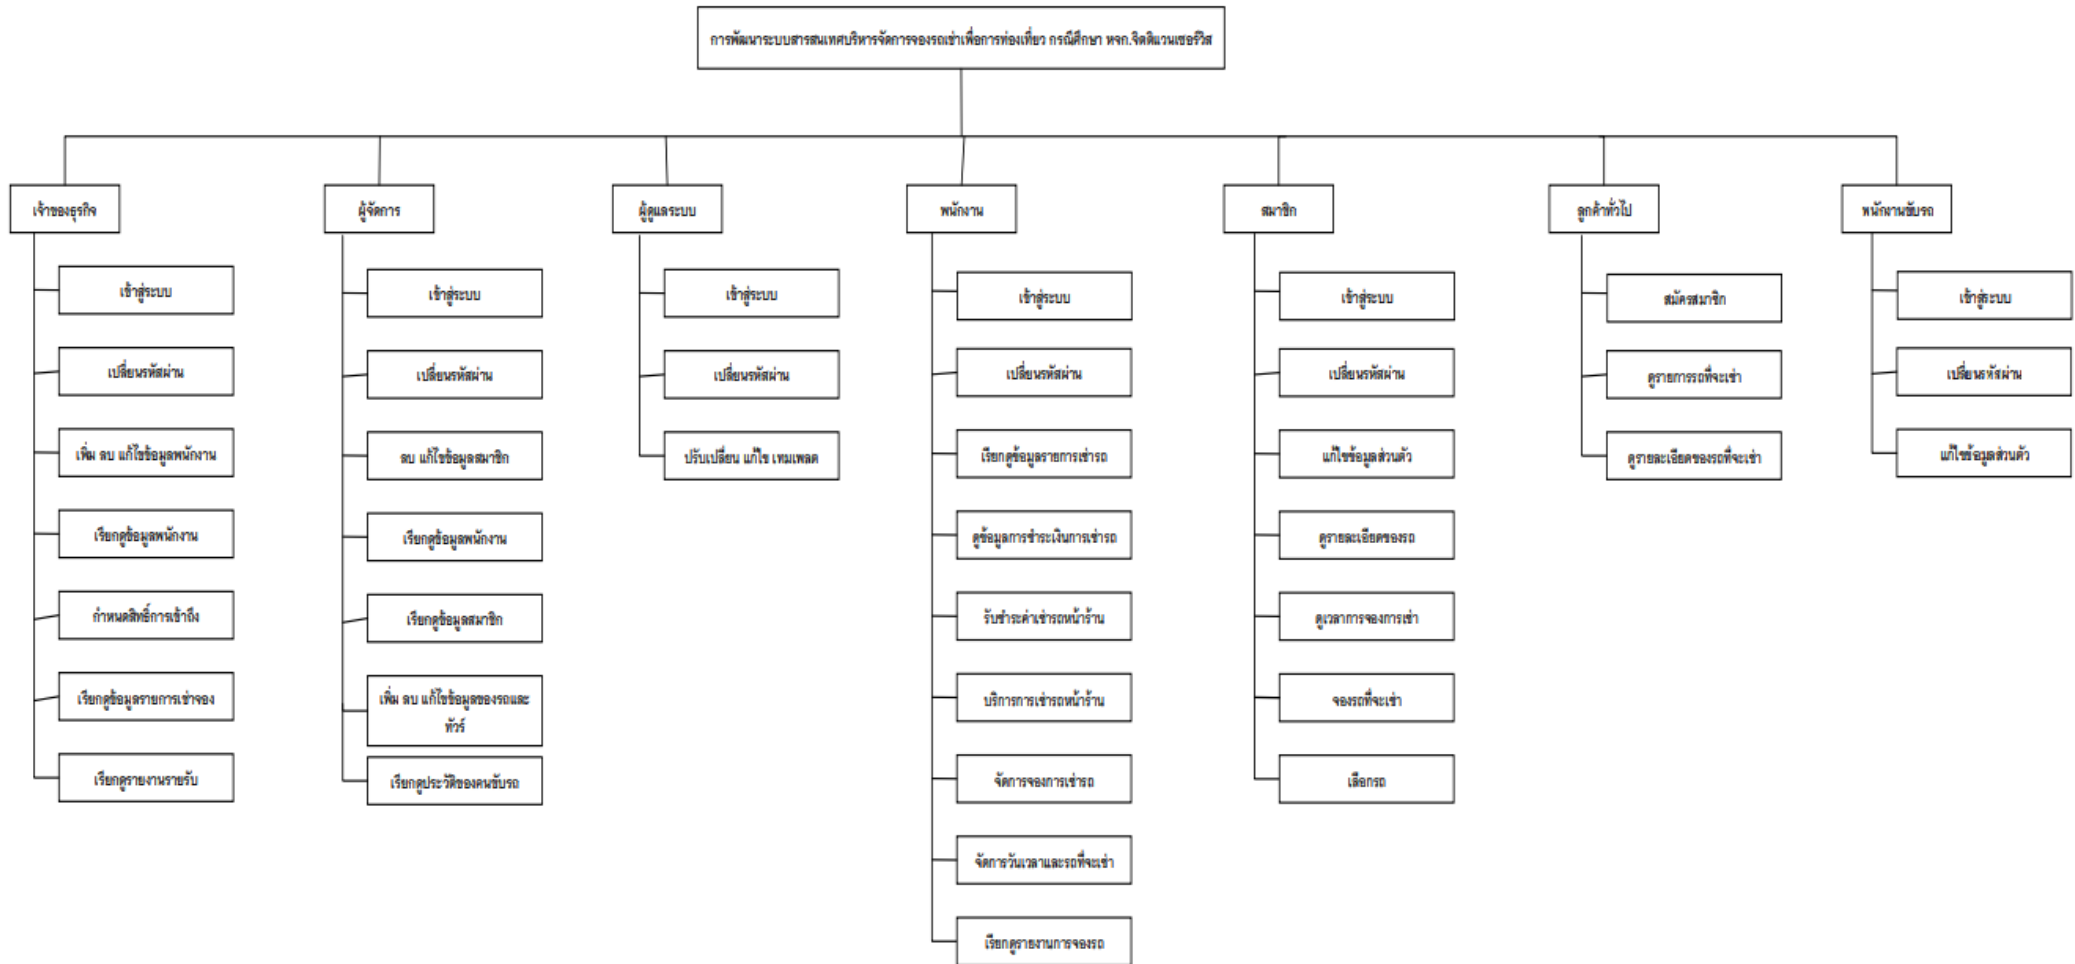 การพัฒนาระบบสารสนเทศบริหารจัดการจองรถเช่าเพื่อการท่องเที่ยว กรณีศึกษา หจก.จิตติแวนเซอร์วิส
เจ้าของธุรกิจ
เข้าสู่ระบบ
เปลี่ยนรหัสผ่าน
เพิ่ม ลบ แก้ไขข้อมูลพนักงาน
เรียกดูข้อมูลพนักงาน
กำหนดสิทธิ์การเข้าถึง
เรียกดูข้อมูลรายการเช่าจอง
เรียกดูรายงานรายรับ
ผู้จัดการ
เข้าสู่ระบบ
เปลี่ยนรหัสผ่าน
ลบ แก้ไขข้อมูลสมาชิก
เรียกดูข้อมูลพนักงาน
เรียกดูข้อมูลสมาชิก
เพิ่ม ลบ แก้ไขข้อมูลของรถและ
ทัวร์
เรียกดูประวัติของคนขับรถ
ผู้ดูแลระบบ
เข้าสู่ระบบ
เปลี่ยนรหัสผ่าน
ปรับเปลี่ยน แก้ไข เทมเพลต
พนักงาน
เข้าสู่ระบบ
เปลี่ยนรหัสผ่าน
เรียกดูข้อมูลรายการเช่ารถ
ดูข้อมูลการชำระเงินการเช่ารถ
รับชำระค่าเช่ารถหน้าร้าน
บริการการเช่ารถหน้าร้าน
จัดการจองการเช่ารถ
จัดการวันเวลาและรถที่จะเช่า
เรียกดูรายงานการจองรถ
สมาชิก
เข้าสู่ระบบ
เปลี่ยนรหัสผ่าน
แก้ไขข้อมูลส่วนตัว
ดูรายละเอียดของรถ
ดูเวลาการจองการเช่า
จองรถที่จะเช่า
เลือกรถ
ลูกค้าทั่วไป
สมัครสมาชิก
ดูรายการรถที่จะเช่า
ดูรายละเอียดของรถที่จะเช่า
พนักงานขับรถ
เข้าสู่ระบบ
เปลี่ยนรหัสผ่าน
แก้ไขข้อมูลส่วนตัว